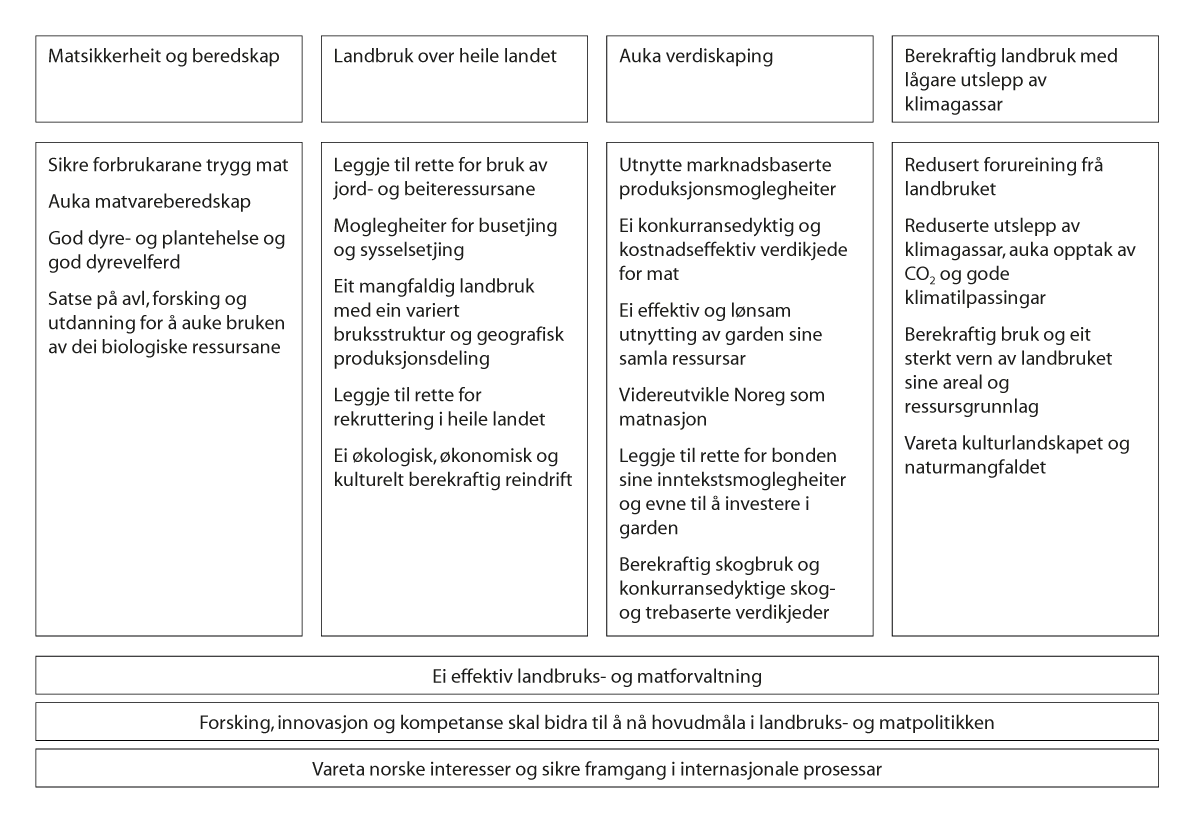 Matsikkerheit og beredskap
Landbruk over heile landet
Auka verdiskaping
Berekraftig landbruk med
lågare utslepp av
klimagassar
Sikre forbrukarane trygg mat
Auka matvareberedskap
God dyre- og plantehelse og
god dyrevelferd
Satse på avl, forsking og
utdanning for å auke bruken
av dei biologiske ressursane
Leggje til rette for bruk av
jord- og beiteressursane
Moglegheiter for busetjing
og sysselsetjing
Eit mangfaldig landbruk
med ein variert
bruksstruktur og geografisk
produksjonsdeling
Leggje til rette for
rekruttering i heile landet
Ei økologisk, økonomisk og
kulturelt berekraftig reindrift
Utnytte marknadsbaserte
produksjonsmoglegheiter
Ei konkurransedyktig og
kostnadseffektiv verdikjede
for mat
Ei effektiv og lønsam
utnytting av garden sine
samla ressursar
Videreutvikle Noreg som
matnasjon
Leggje til rette for bonden
sine inntekstsmoglegheiter
og evne til å investere i
garden
Berekraftig skogbruk og
konkurransedyktige skog-
og trebaserte verdikjeder
Redusert forureining frå
landbruket
Reduserte utslepp av
klimagassar, auka opptak av
CO₂ og gode
klimatilpassingar
Berekraftig bruk og eit
sterkt vern av landbruket
sine areal og
ressursgrunnlag
Vareta kulturlandskapet og
naturmangfaldet
Ei effektiv landbruks- og matforvaltning
Forsking, innovasjon og kompetanse skal bidra til å nå hovudmåla i landbruks- og matpolitikken
Vareta norske interesser og sikre framgang i internasjonale prosessar